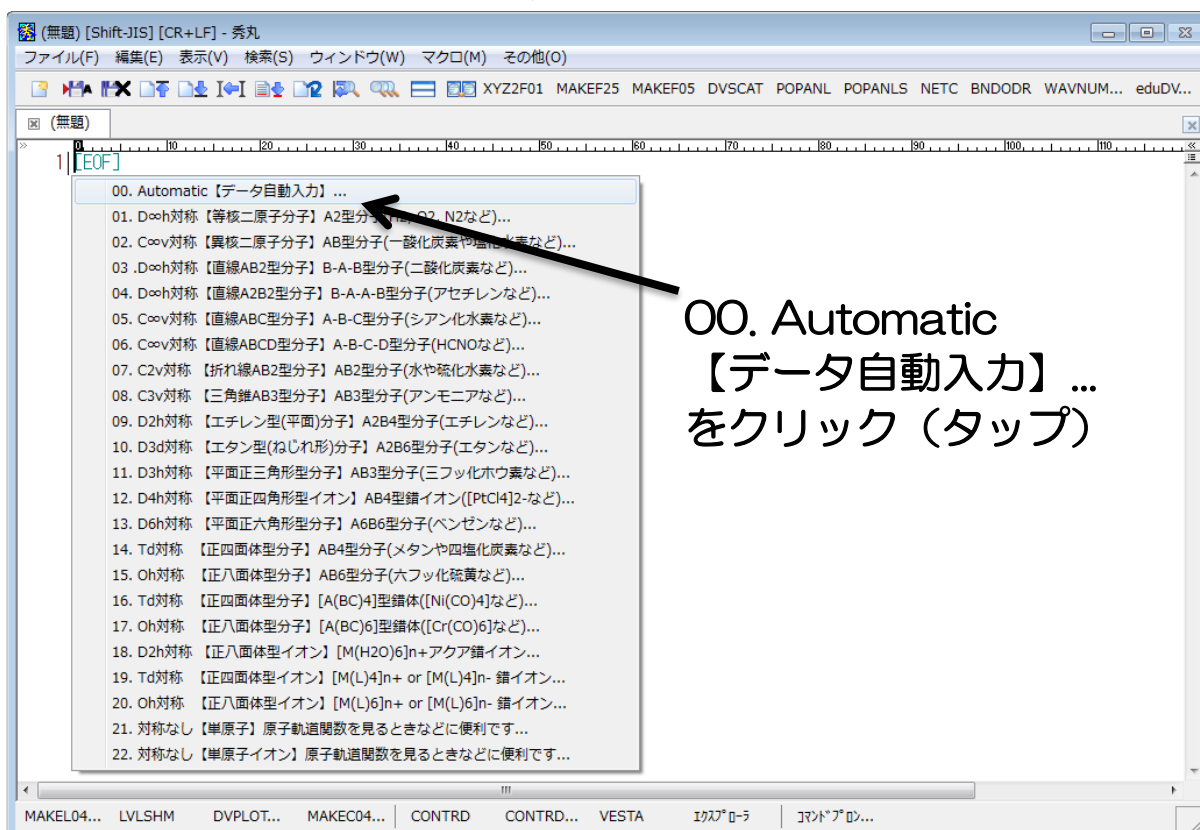 (無題) [Shift-JIS] [CR+LF] - 秀丸
ファイル(F) 編集(E) 表示(V) 検索(S) ウィンドウ(W) マクロ(M) その他(O)
XYZ2F01 MAKEF25 MAKEF05 DVSCAT POPANL POPANLS NETC BNDODR WAVNUM... eduDV...
(無題)
0 10 20 30 40 50 60 70 80 90 100 110
1 [EOF]
00. Automatic【データ自動入力】...
01. D∞h対称【等核二原子分子】A2型分子(H2, O2, N2など)...
02. C∞v対称【異核二原子分子】AB型分子(一酸化炭素や塩化水素など)...
03 .D∞h対称【直線AB2型分子】B-A-B型分子(二酸化炭素など)...
04. D∞h対称【直線A2B2型分子】B-A-A-B型分子(アセチレンなど)...
05. C∞v対称【直線ABC型分子】A-B-C型分子(シアン化水素など)...
06. C∞v対称【直線ABCD型分子】A-B-C-D型分子(HCNOなど)...
07. C2v対称【折れ線AB2型分子】AB2型分子(水や硫化水素など)...
08. C3v対称【三角錐AB3型分子】AB3型分子(アンモニアなど)...
09. D2h対称【エチレン型(平面)分子】A2B4型分子(エチレンなど)...
10. D3d対称【エタン型(ねじれ形)分子】A2B6型分子(エタンなど)...
11. D3h対称【平面正三角形型分子】AB3型分子(三フッ化ホウ素など)...
12. D4h対称【平面正四角形型イオン】AB4型錯イオン([PtCl4]2-など)...
13. D6h対称【平面正六角形型分子】A6B6型分子(ベンゼンなど)...
14. Td対称 【正四面体型分子】AB4型分子(メタンや四塩化炭素など)...
15. Oh対称 【正八面体型分子】AB6型分子(六フッ化硫黄など)...
16. Td対称 【正四面体型分子】[A(BC)4]型錯体([Ni(CO)4]など)...
17. Oh対称 【正八面体型分子】[A(BC)6]型錯体([Cr(CO)6]など)...
18. D2h対称【正八面体型イオン】[M(H2O)6]n+アクア錯イオン...
19. Td対称 【正四面体型イオン】[M(L)4]n+ or [M(L)4]n- 錯イオン...
20. Oh対称 【正八面体型イオン】[M(L)6]n+ or [M(L)6]n- 錯イオン...
21. 対称なし【単原子】原子軌道関数を見るときなどに便利です...
22. 対称なし【単原子イオン】原子軌道関数を見るときなどに便利です...
00. Automatic
【データ自動入力】...
をクリック（タップ）
MAKEL04... LVLSHM DVPLOT... MAKEC04... CONTRD CONTRD... VESTA ｴｸｽﾌﾟﾛｰﾗ ｺﾏﾝﾄﾞﾌﾟﾛﾝ...